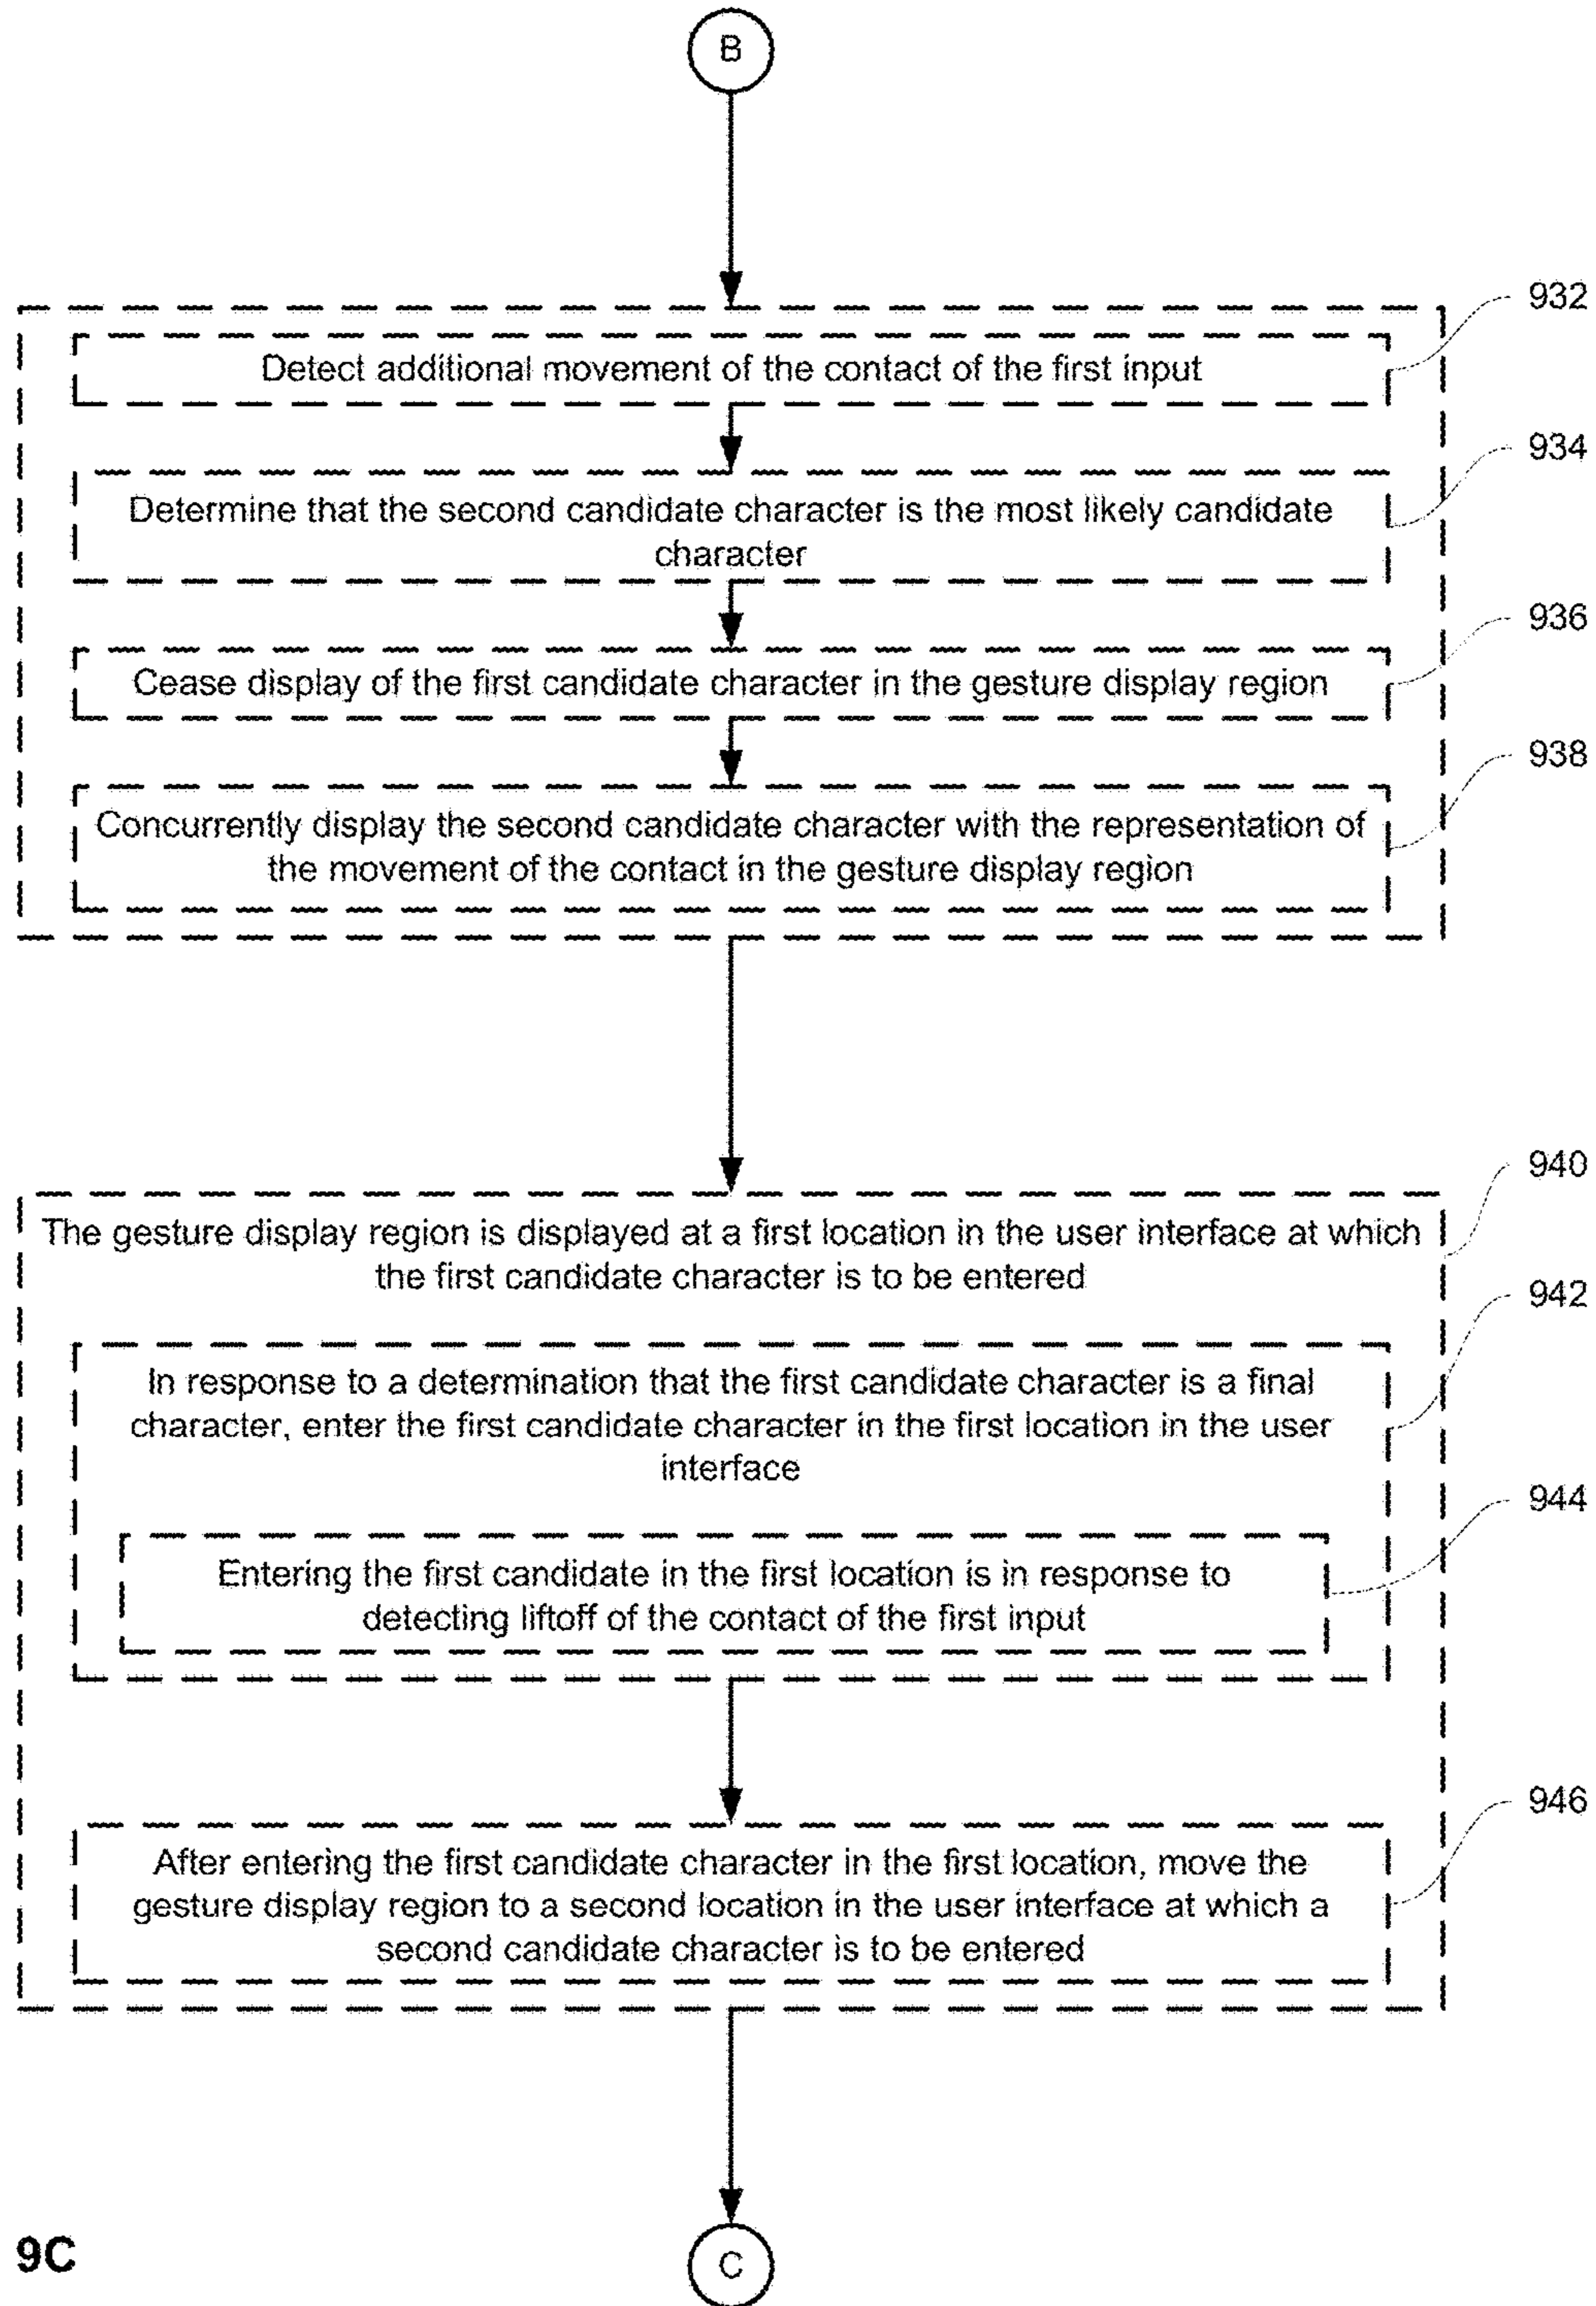 B
932
Detect additional movement of the contact of the first input
934
Determine that the second candidate character is the most likely candidate
character
936
Cease display of the first candidate character in the gesture display region
938
Concurrently display the second candidate character with the representation of
the movement of the contact in the gesture display region
940
The gesture display region is displayed at a first location in the user interface at which
the first candidate character is to be entered
942
In response to a determination that the first candidate character is a final
character, enter the first candidate character in the first location in the user
interface
944
Entering the first candidate in the first location is in response to
detecting liftoff of the contact of the first input
946
After entering the first candidate character in the first location, move the
gesture display region to a second location in the user interface at which a
second candidate character is to be entered
9C
C